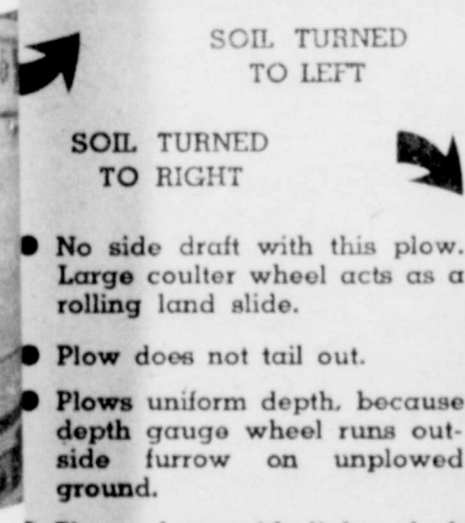 SOIL TURNED
TO LEFT
SOIL TURNED
TO RIGHT
● No side draft with this plow.
Large coulter wheel acts as a
rolling land slide.
● Plow does not tail out.
● Plows uniform depth, because
depth gauge wheel runs out-
side furrow on unplowed
ground.